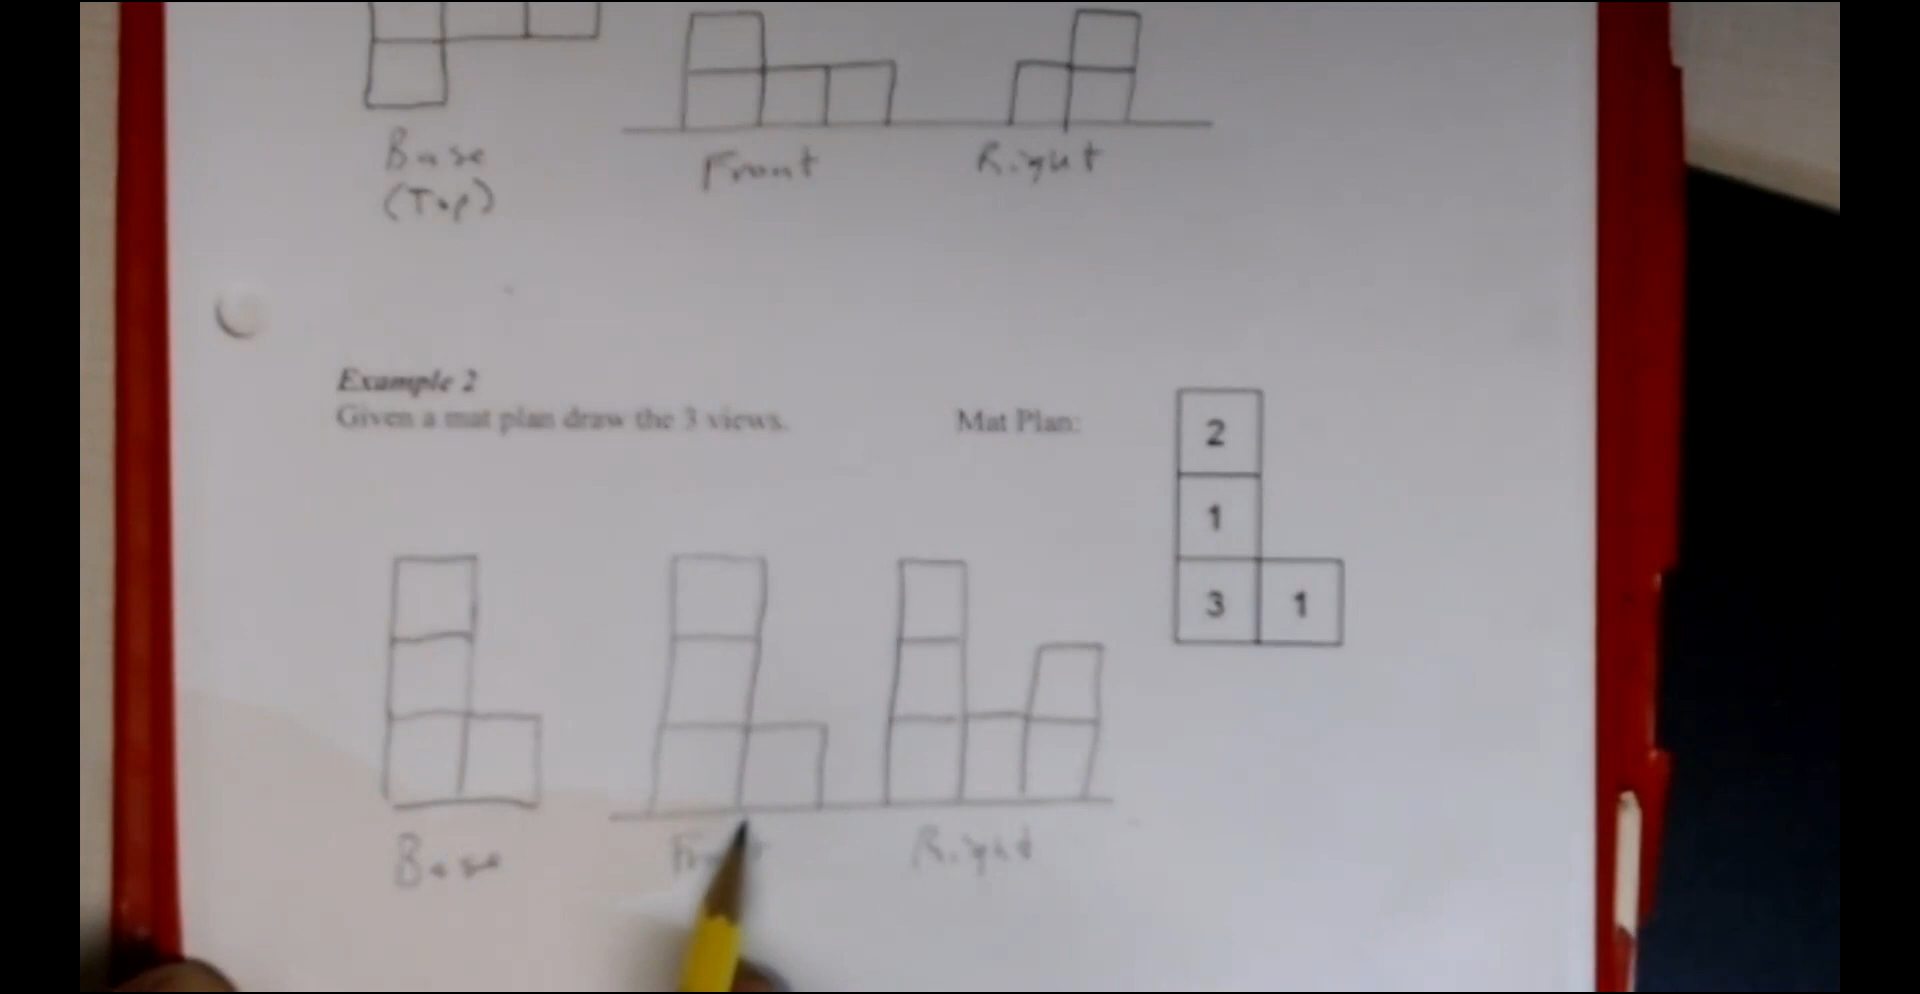 Base
(Top)
Front
Right
Example 2
Given a mat plan draw the 3 views.
Mat Plan:
2
1
3 1
Base
Right